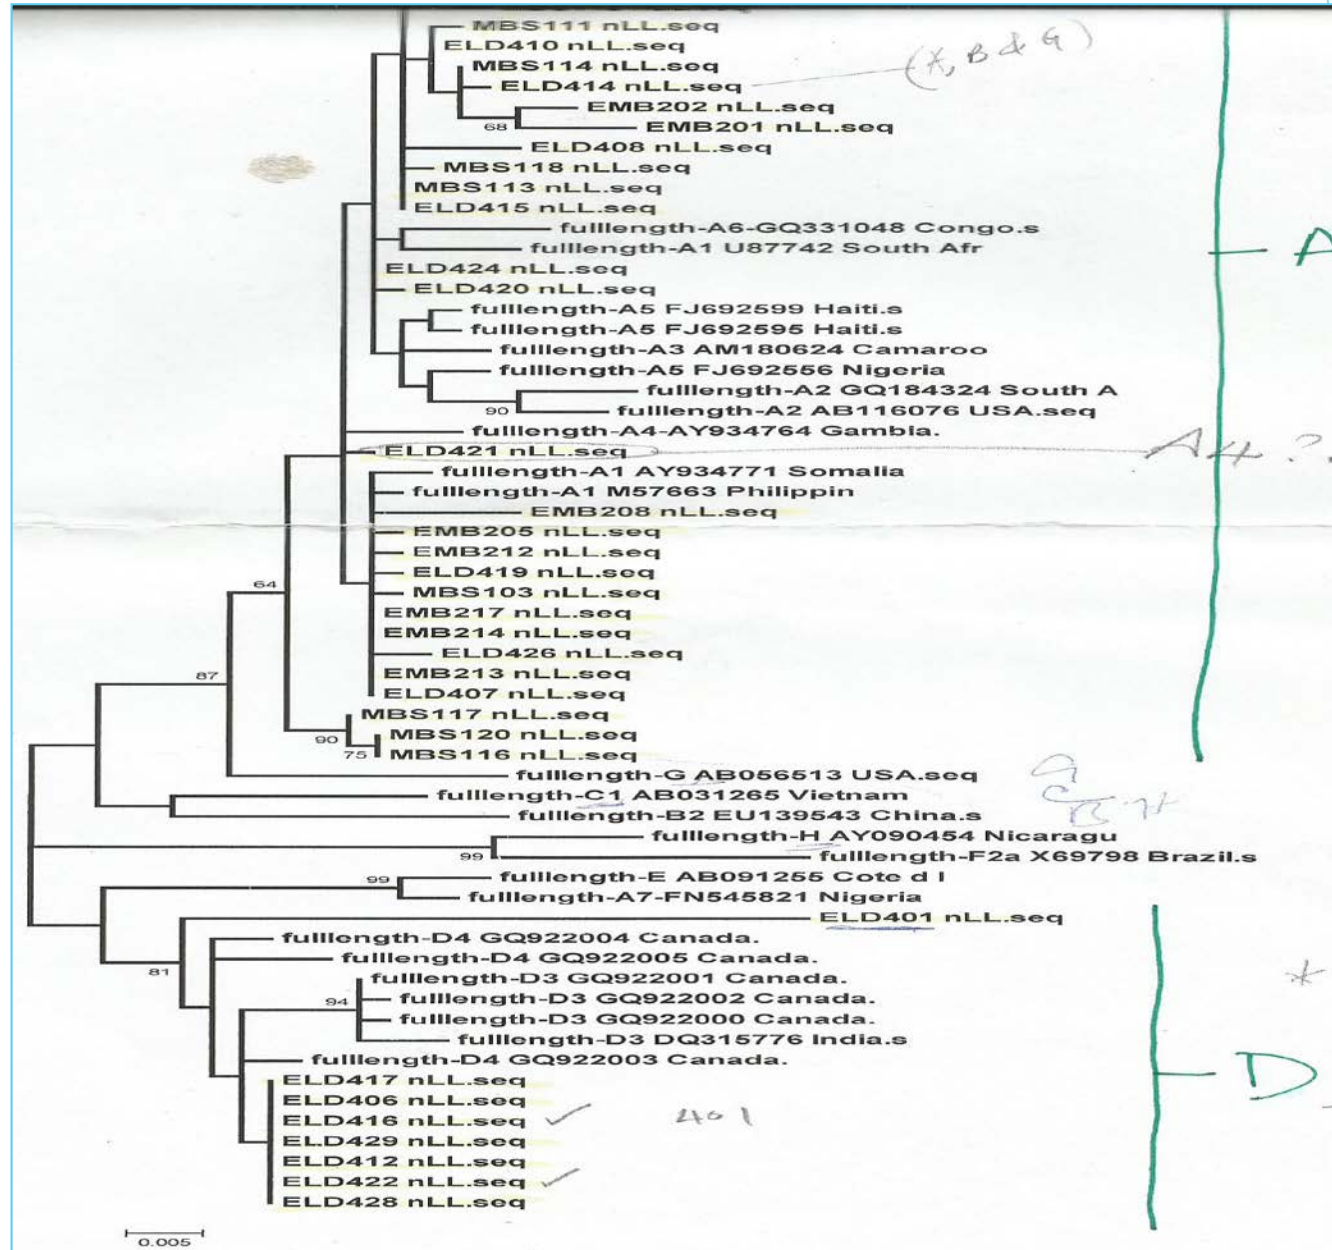 MBS111 nLL.seq
ELD410 nLL.seq
MBS114 nLL.seq
ELD414 nLL.seq
EMB202 nLL.seq
68
EMB201 nLL.seq
ELD408 nLL.seq
MBS118 nLL.seq
MBS113 nLL.seq
ELD415 nLL.seq
fulllength-A6-GQ331048 Congo.s
fulllength-A1 U87742 South Afr
A
ELD424 nLL.seq
ELD420 nLL.seq
fulllength-A5 FJ692599 Haiti.s
fulllength-A5 FJ692595 Haiti.s
fulllength-A3 AM180624 Camaroo
fulllength-A5 FJ692556 Nigeria
fulllength-A2 GQ184324 South A
90
fulllength-A2 AB116076 USA.seq
fulllength-A4-AY934764 Gambia.
ELD421 nLL.seq
A4 ?
fulllength-A1 AY934771 Somalia
fulllength-A1 M57663 Philippin
EMB208 nLL.seq
EMB205 nLL.seq
EMB212 nLL.seq
ELD419 nLL.seq
64
MBS103 nLL.seq
EMB217 nLL.seq
EMB214 nLL.seq
ELD426 nLL.seq
87
EMB213 nLL.seq
ELD407 nLL.seq
MBS117 nLL.seq
90
MBS120 nLL.seq
75
MBS116 nLL.seq
fulllength-G AB056513 USA.seq
fulllength-C1 AB031265 Vietnam
fulllength-B2 EU139543 China.s
fulllength-H AY090454 Nicaragu
99
fulllength-F2a X69798 Brazil.s
99
fulllength-E AB091255 Cote d I
fulllength-A7-FN545821 Nigeria
ELD401 nLL.seq
fulllength-D4 GQ922004 Canada.
fulllength-D4 GQ922005 Canada.
81
fulllength-D3 GQ922001 Canada.
94
fulllength-D3 GQ922002 Canada.
fulllength-D3 GQ922000 Canada.
fulllength-D3 DQ315776 India.s
fulllength-D4 GQ922003 Canada.
D
ELD417 nLL.seq
ELD406 nLL.seq
ELD416 nLL.seq ✓ 401
ELD429 nLL.seq
ELD412 nLL.seq
ELD422 nLL.seq ✓
ELD428 nLL.seq
0.005